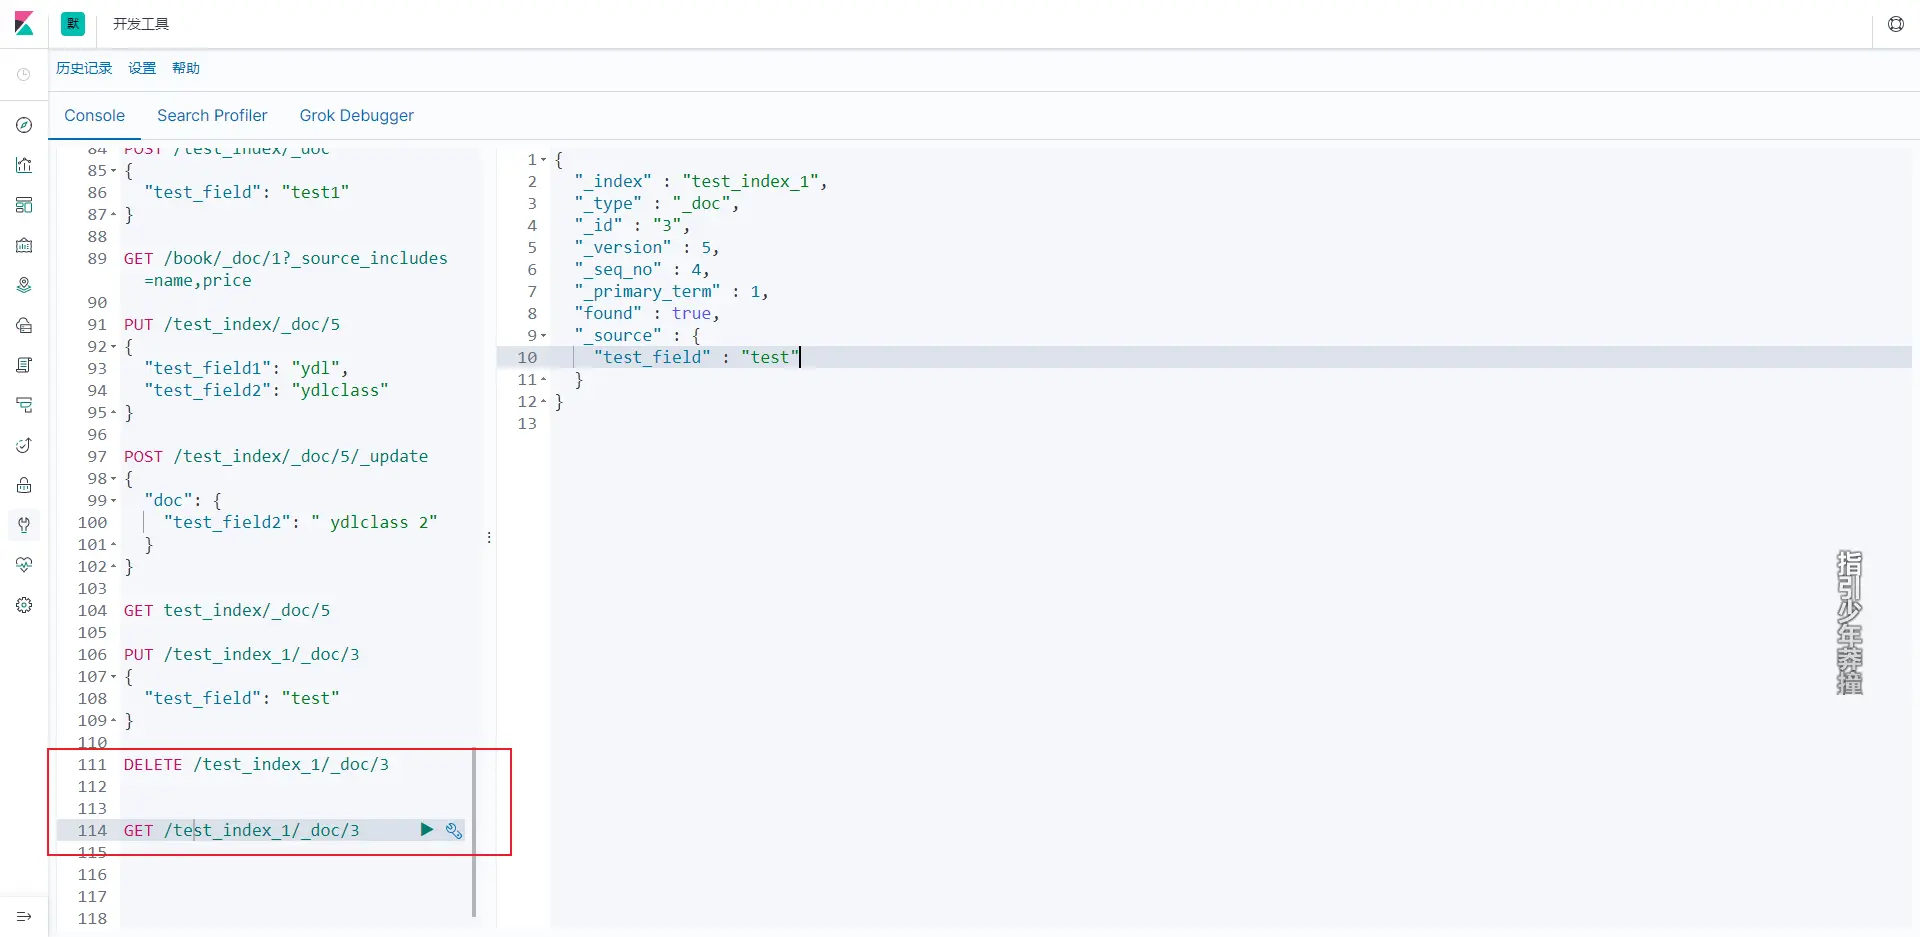 默 开发工具
历史记录 设置 帮助
Console Search Profiler Grok Debugger
84 POST /test_index/_doc
85 {
86 "test_field": "test1"
87 }
88
89 GET /book/_doc/1?_source_includes
=name,price
90
91 PUT /test_index/_doc/5
92 {
93 "test_field1": "ydl",
94 "test_field2": "ydlclass"
95 }
96
97 POST /test_index/_doc/5/_update
98 {
99 "doc": {
100 "test_field2": " ydlclass 2"
101 }
102 }
103
104 GET test_index/_doc/5
105
106 PUT /test_index_1/_doc/3
107 {
108 "test_field": "test"
109 }
110
111 DELETE /test_index_1/_doc/3
112
113
114 GET /test_index_1/_doc/3
115
116
117
118
1 {
2 "_index" : "test_index_1",
3 "_type" : "_doc",
4 "_id" : "3",
5 "_version" : 5,
6 "_seq_no" : 4,
7 "_primary_term" : 1,
8 "found" : true,
9 "_source" : {
10 "test_field" : "test"
11 }
12 }
13
指引少年莽撞